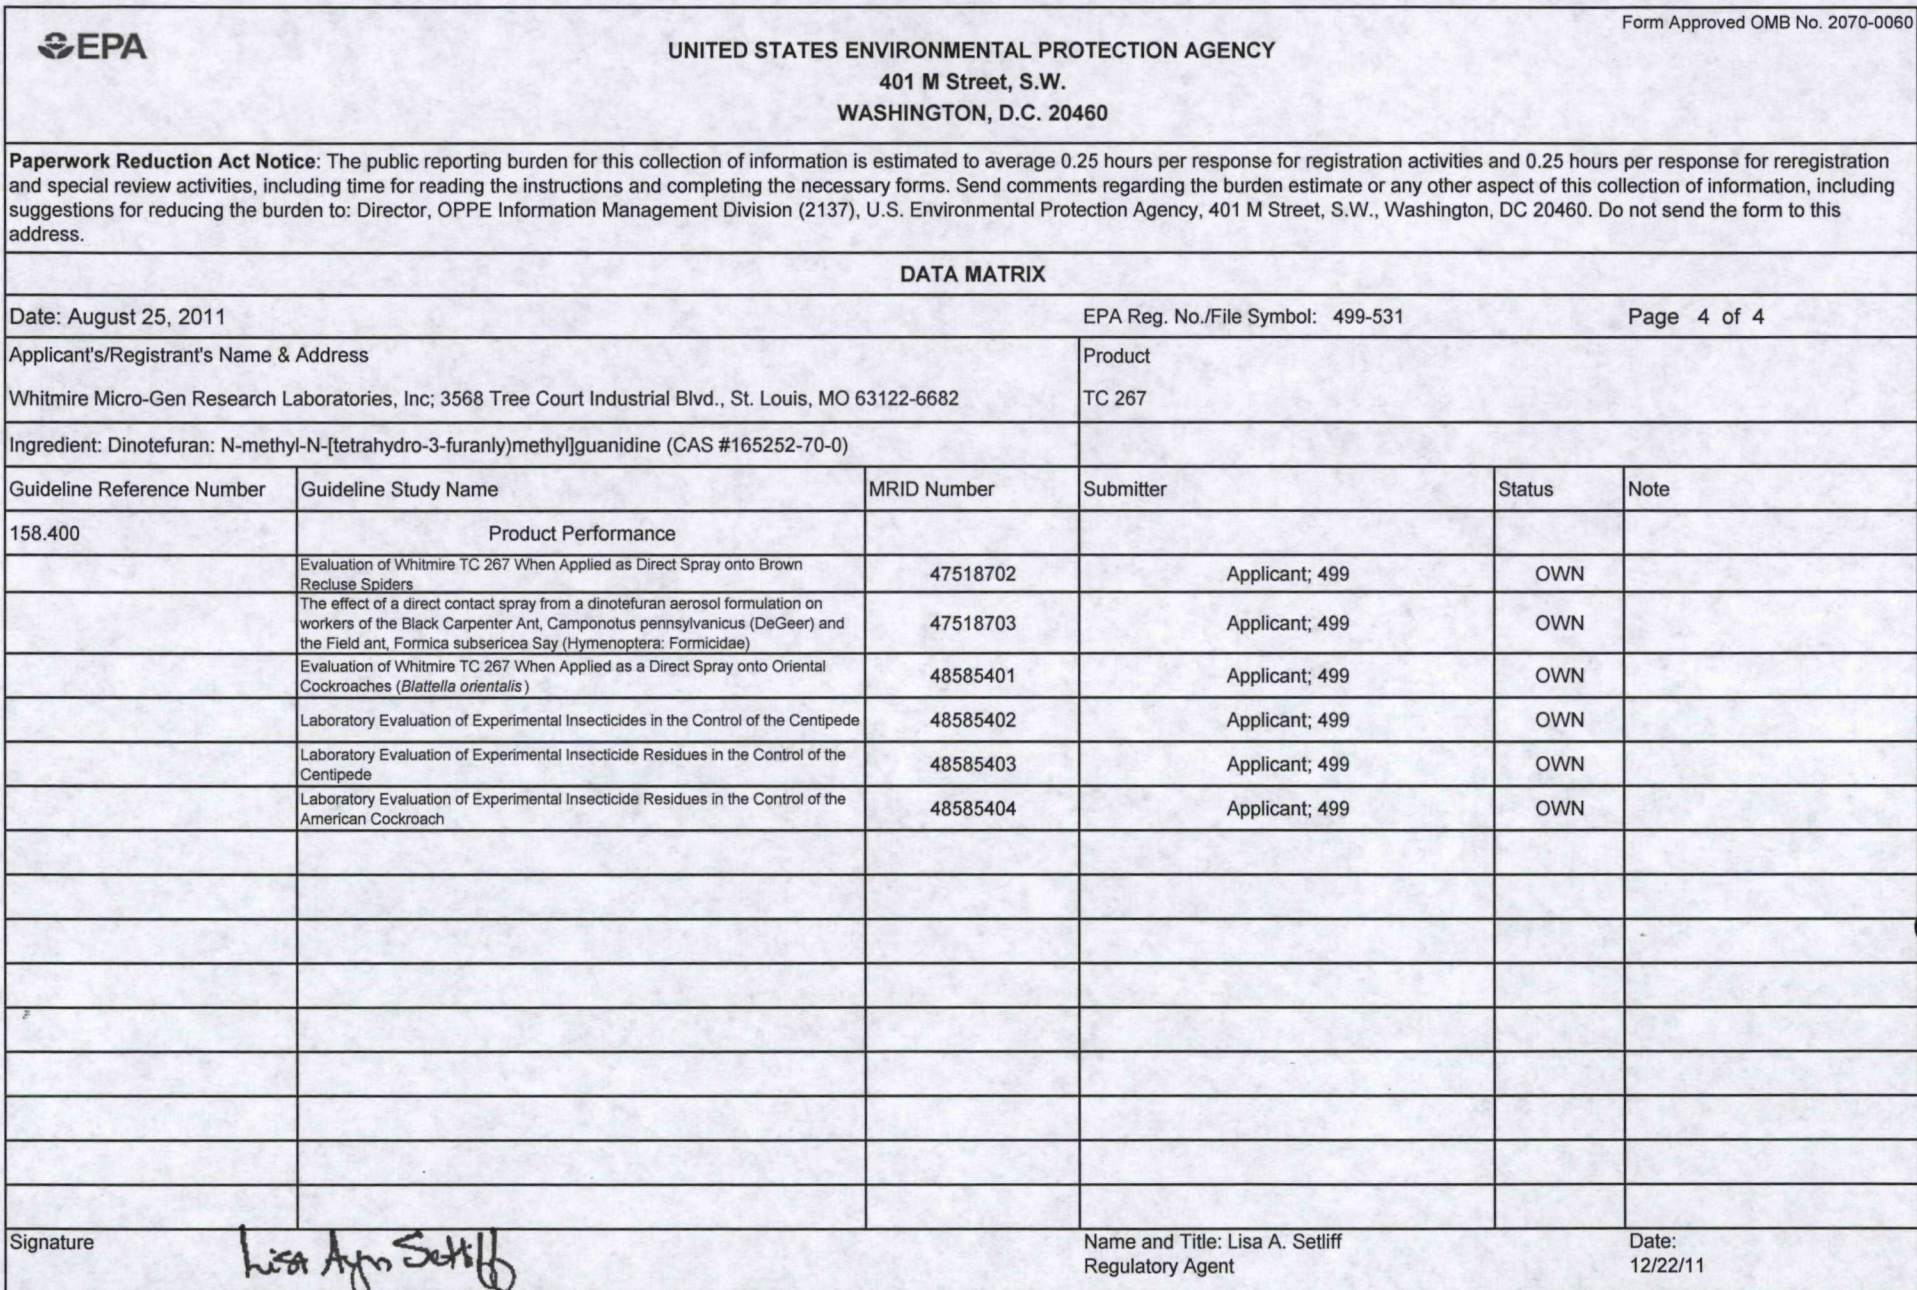 Form Approved OMB No. 2070-0060
EPA
UNITED STATES ENVIRONMENTAL PROTECTION AGENCY
401 M Street, S.W.
WASHINGTON, D.C. 20460
Paperwork Reduction Act Notice: The public reporting burden for this collection of information is estimated to average 0.25 hours per response for registration activities and 0.25 hours per response for reregistration
and special review activities, including time for reading the instructions and completing the necessary forms. Send comments regarding the burden estimate or any other aspect of this collection of information, including
suggestions for reducing the burden to: Director, OPPE Information Management Division (2137), U.S. Environmental Protection Agency, 401 M Street, S.W., Washington, DC 20460. Do not send the form to this
address.
DATA MATRIX
Date: August 25, 2011 EPA Reg. No./File Symbol: 499-531 Page 4 of 4
Applicant's/Registrant's Name & Address Product
Whitmire Micro-Gen Research Laboratories, Inc; 3568 Tree Court Industrial Blvd., St. Louis, MO 63122-6682 TC 267
Ingredient: Dinotefuran: N-methyl-N-[tetrahydro-3-furanly)methyl]guanidine (CAS #165252-70-0)
Guideline Reference Number Guideline Study Name MRID Number Submitter Status Note
158.400 Product Performance
Evaluation of Whitmire TC 267 When Applied as Direct Spray onto Brown
Recluse Spiders 47518702 Applicant; 499 OWN
The effect of a direct contact spray from a dinotefuran aerosol formulation on
workers of the Black Carpenter Ant, Camponotus pennsylvanicus (DeGeer) and 47518703 Applicant; 499 OWN
the Field ant, Formica subsericea Say (Hymenoptera: Formicidae)
Evaluation of Whitmire TC 267 When Applied as a Direct Spray onto Oriental
Cockroaches (Blattella orientalis) 48585401 Applicant; 499 OWN
Laboratory Evaluation of Experimental Insecticides in the Control of the Centipede 48585402 Applicant; 499 OWN
Laboratory Evaluation of Experimental Insecticide Residues in the Control of the
Centipede 48585403 Applicant; 499 OWN
Laboratory Evaluation of Experimental Insecticide Residues in the Control of the
American Cockroach 48585404 Applicant; 499 OWN
Signature Lisa Ayn Setliff Name and Title: Lisa A. Setliff Date:
Regulatory Agent 12/22/11